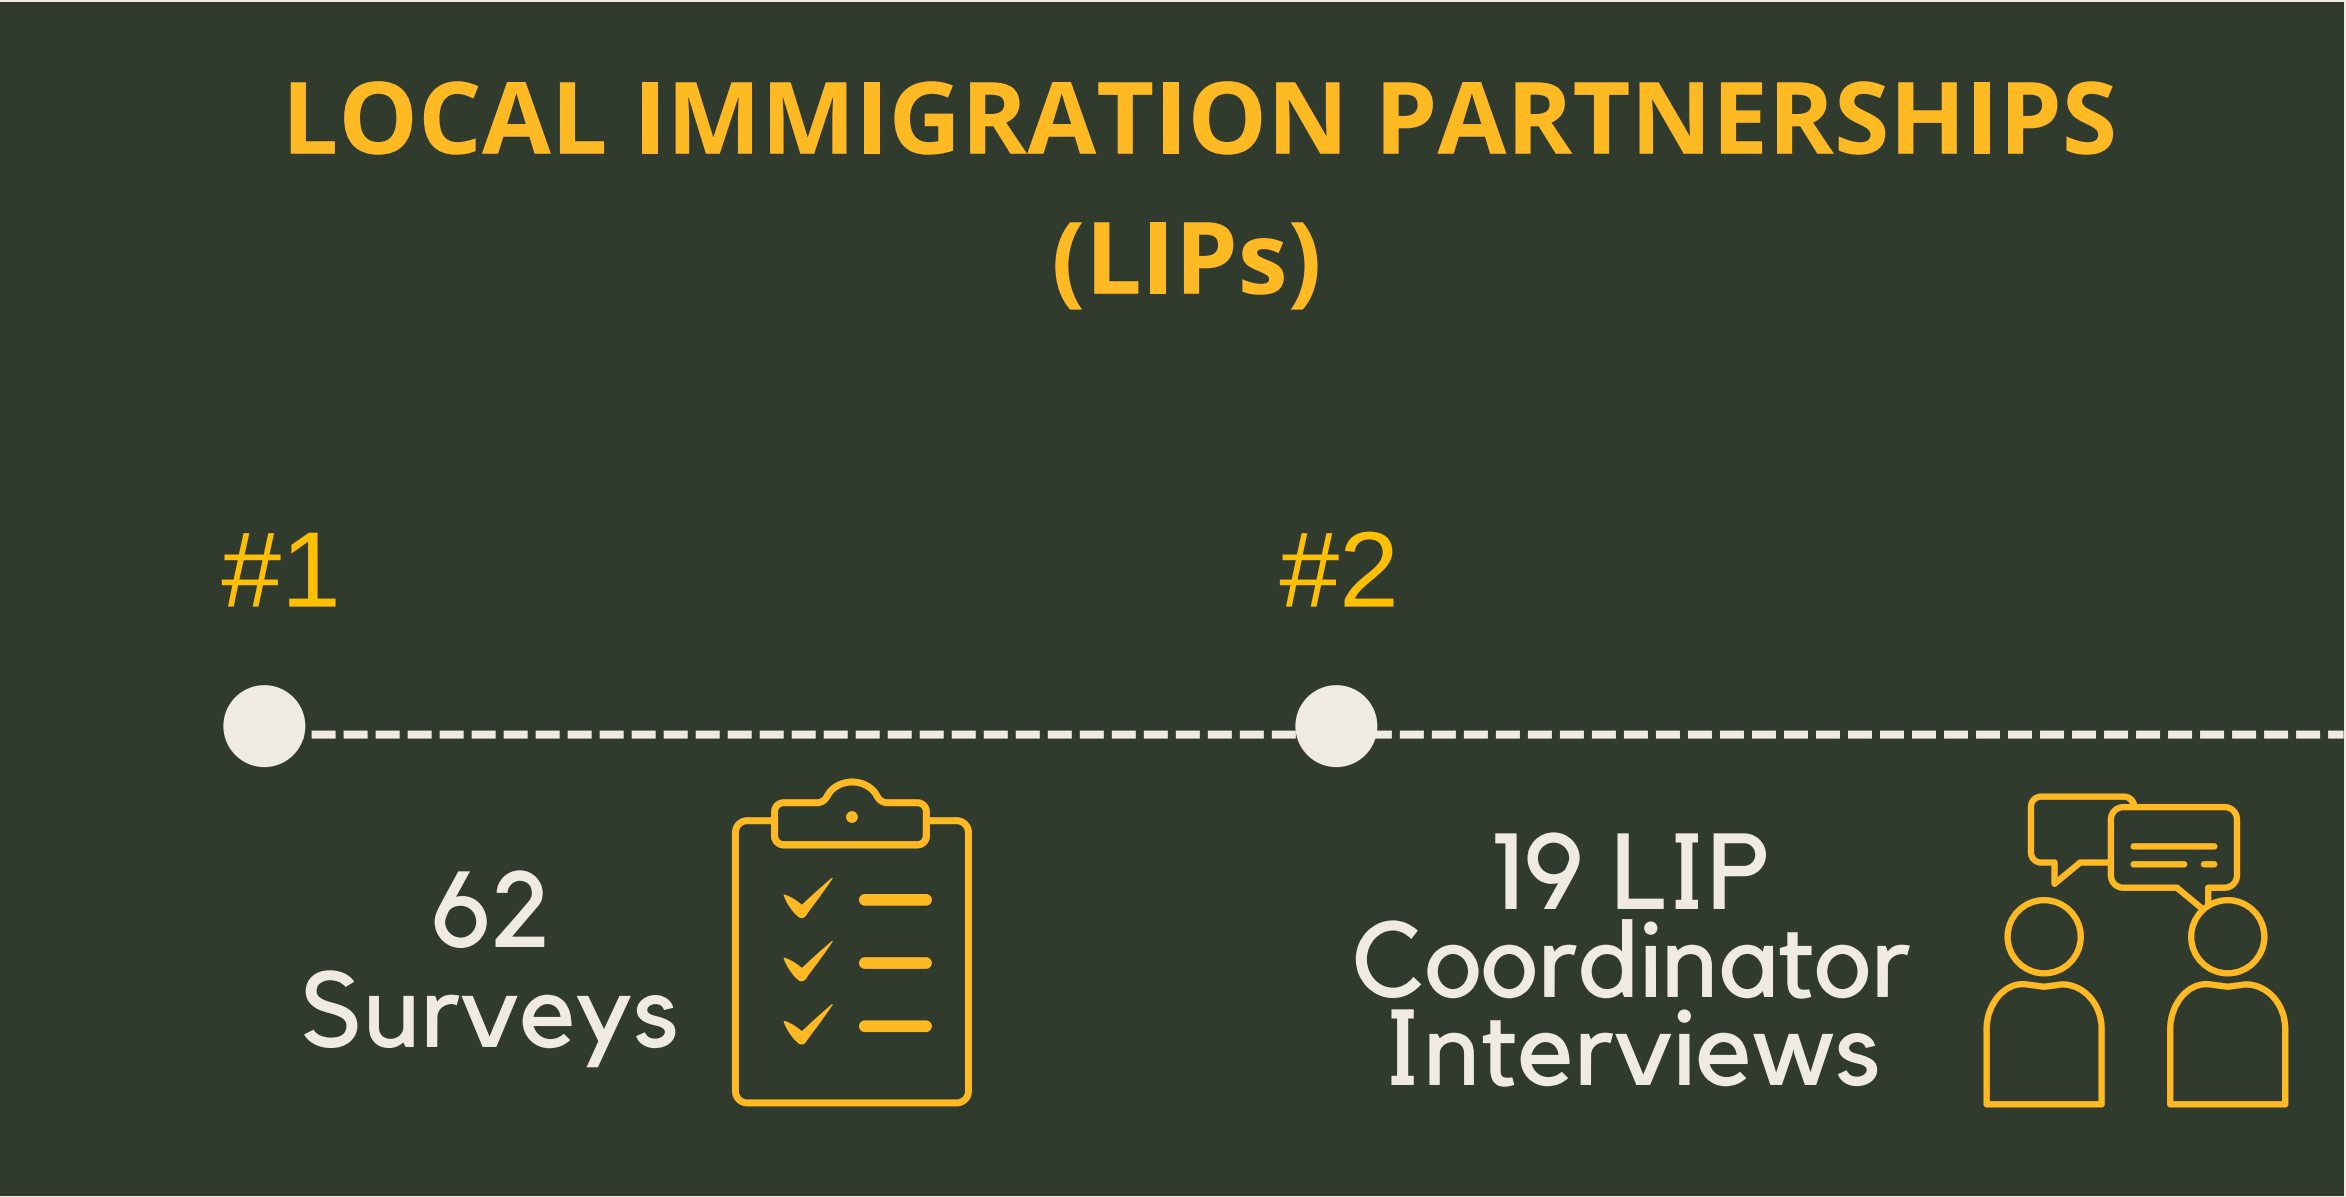 LOCAL IMMIGRATION PARTNERSHIPS
(LIPs)
#1
#2
62
Surveys
19 LIP
Coordinator
Interviews